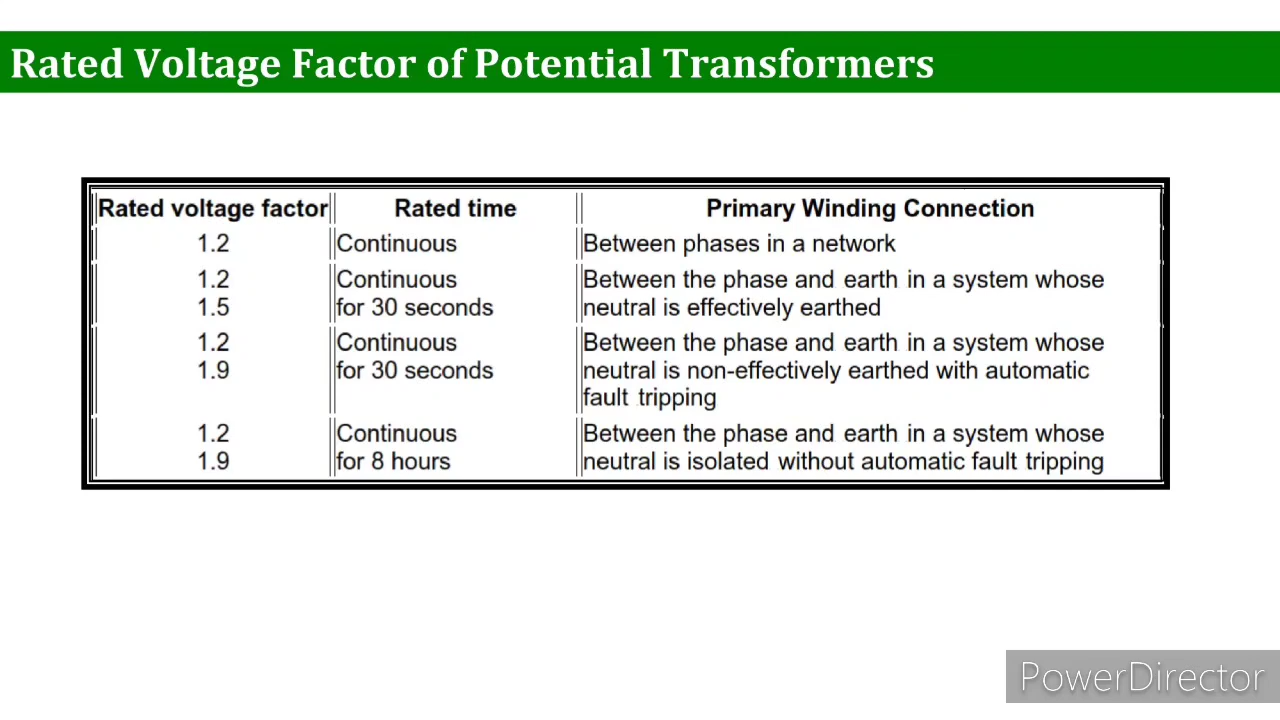 Rated Voltage Factor of Potential Transformers
Rated voltage factor Rated time Primary Winding Connection
1.2 Continuous Between phases in a network
1.2 Continuous Between the phase and earth in a system whose
1.5 for 30 seconds neutral is effectively earthed
1.2 Continuous Between the phase and earth in a system whose
1.9 for 30 seconds neutral is non-effectively earthed with automatic
fault tripping
1.2 Continuous Between the phase and earth in a system whose
1.9 for 8 hours neutral is isolated without automatic fault tripping
PowerDirector